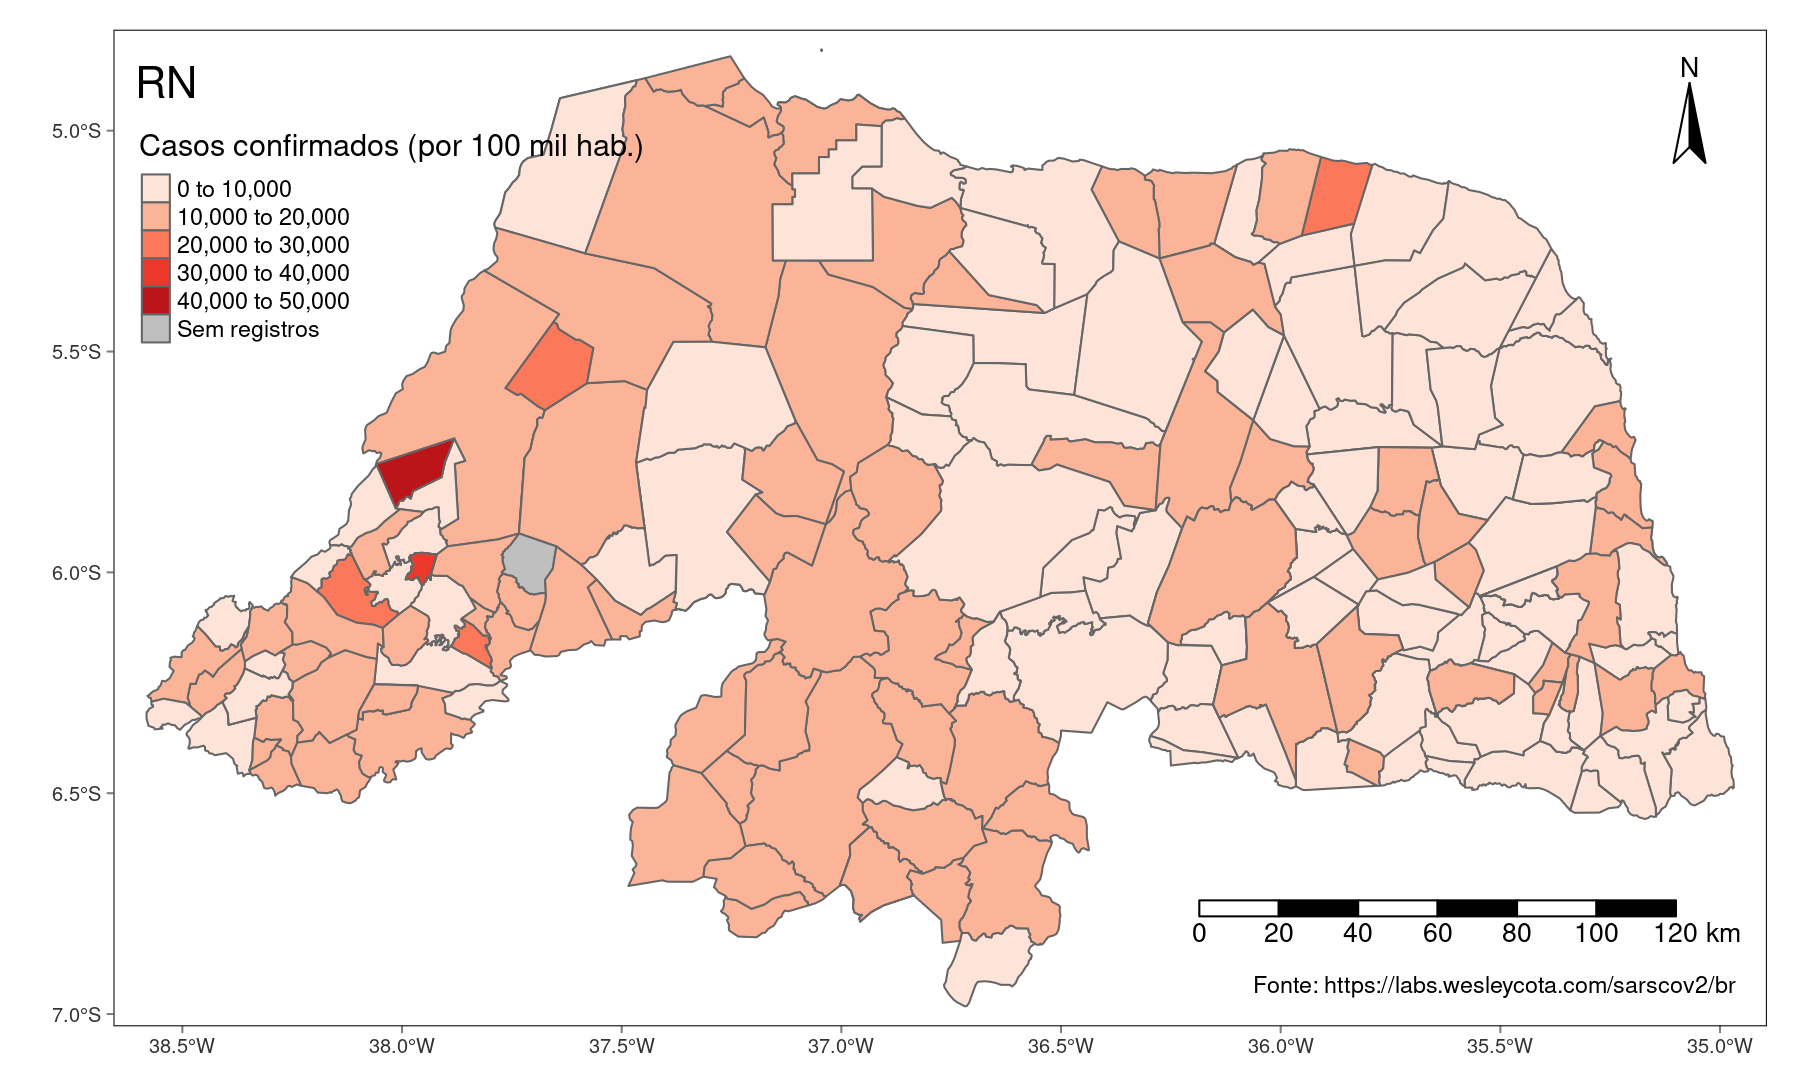 RN
N
Casos confirmados (por 100 mil hab.)
0 to 10,000
10,000 to 20,000
20,000 to 30,000
30,000 to 40,000
40,000 to 50,000
Sem registros
5.0°S
5.5°S
6.0°S
6.5°S
7.0°S
0 20 40 60 80 100 120 km
Fonte: https://labs.wesleycota.com/sarscov2/br
38.5°W 38.0°W 37.5°W 37.0°W 36.5°W 36.0°W 35.5°W 35.0°W